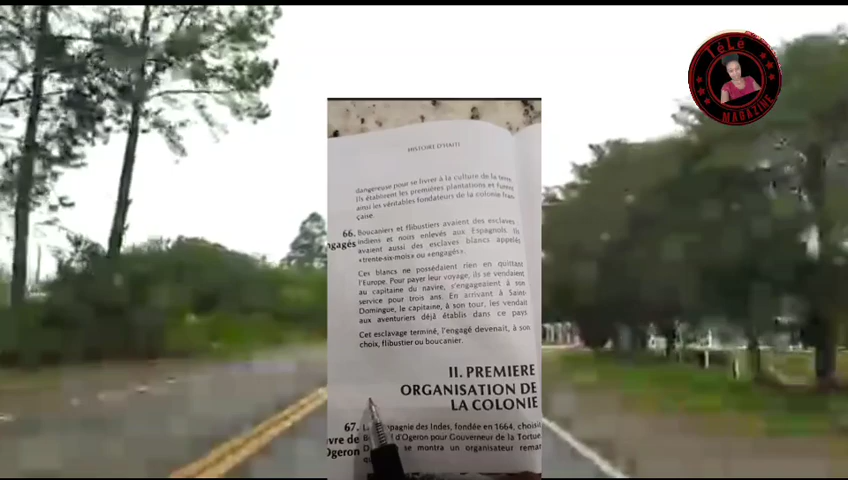 TéLé
MAGAZINE
HISTOIRE D'HAITI
dangereuse pour se livrer à la culture de la terre.
Ils établirent les premières plantations et furent
ainsi les véritables fondateurs de la colonie fran-
çaise.
66. Boucaniers et flibustiers avaient des esclaves
ngagés indiens et noirs enlevés aux Espagnols. Ils
avaient aussi des esclaves blancs appelés
«trente-six-mois» ou «engagés».
Ces blancs ne possédaient rien en quittant
l'Europe. Pour payer leur voyage, ils se vendaient
au capitaine du navire, s'engageaient à son
service pour trois ans. En arrivant à Saint-
Domingue, le capitaine, à son tour, les vendait
aux aventuriers déjà établis dans ce pays
Cet esclavage terminé, l'engagé devenait, à son
choix, flibustier ou boucanier.
II. PREMIERE
ORGANISATION DE
LA COLONIE
67. pagnie des Indes, fondée en 1664, choisit
vre de d'Ogeron pour Gouverneur de la Tortue
Ogeron se montra un organisateur remar